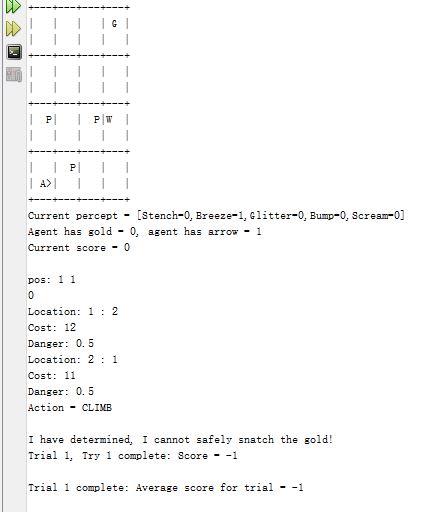 +---+---+---+---+
|   |   |   | G |
|   |   |   |   |
+---+---+---+---+
|   |   |   |   |
|   |   |   |   |
+---+---+---+---+
|  P|   |  P|W  |
|   |   |   |   |
+---+---+---+---+
|   |  P|   |   |
| A>|   |   |   |
+---+---+---+---+
Current percept = [Stench=0,Breeze=1,Glitter=0,Bump=0,Scream=0]
Agent has gold = 0, agent has arrow = 1
Current score = 0

pos: 1 1
0
Location: 1 : 2
Cost: 12
Danger: 0.5
Location: 2 : 1
Cost: 11
Danger: 0.5
Action = CLIMB

I have determined, I cannot safely snatch the gold!
Trial 1, Try 1 complete: Score = -1

Trial 1 complete: Average score for trial = -1